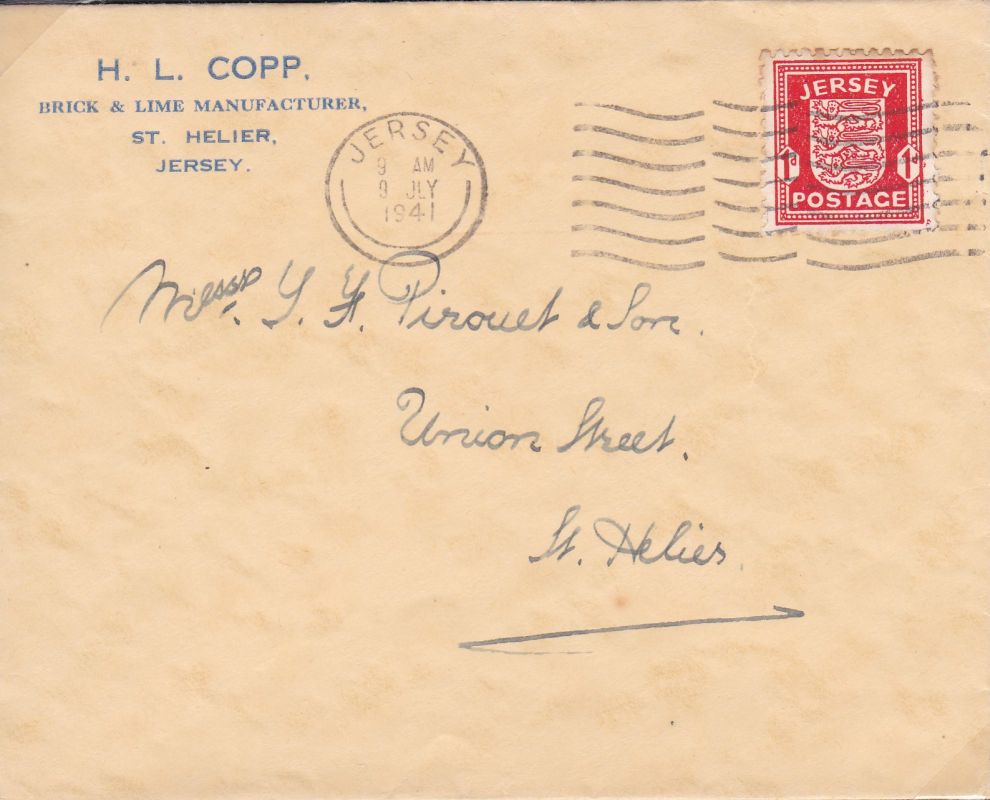 H. L. COPP,
BRICK & LIME MANUFACTURER,
ST. HELIER,
JERSEY.
JERSEY
9 AM
9 JLY
1941
JERSEY
1d 1d
POSTAGE
Messrs. Y. F. Pirouet & Son.
Union Street.
St. Helier.